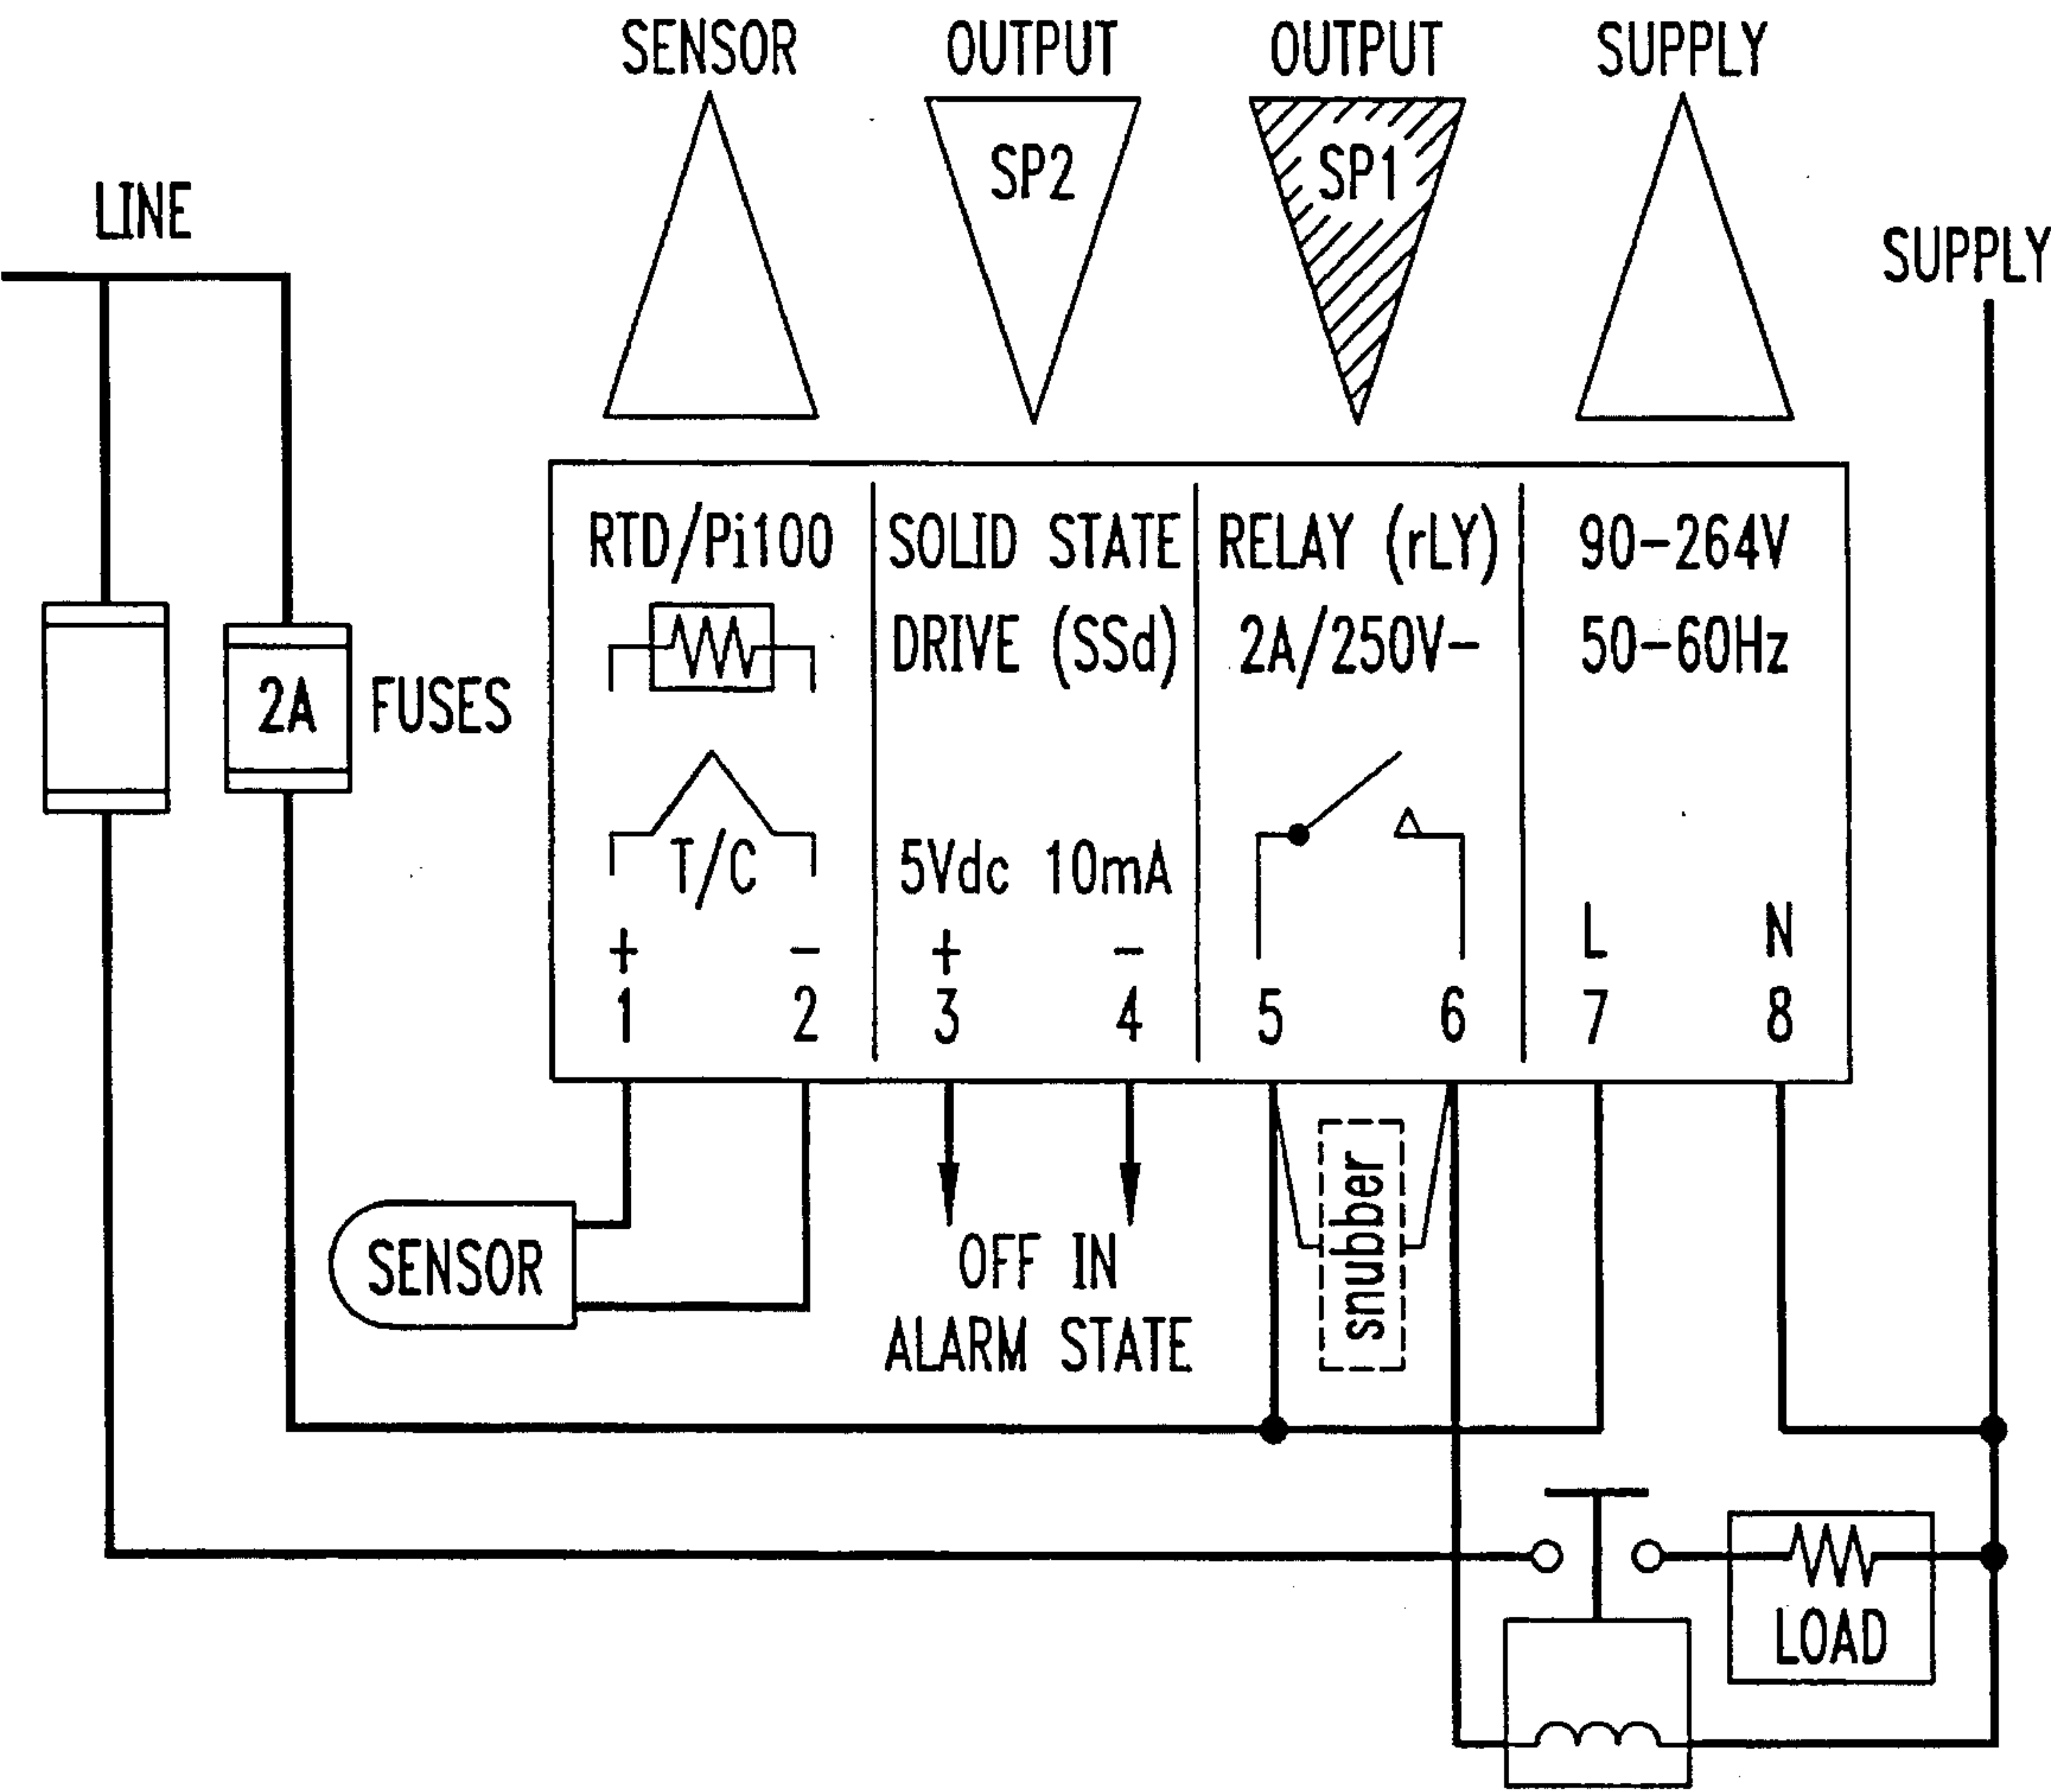 SENSOR
OUTPUT
OUTPUT
SUPPLY
SP2
SP1
LINE
SUPPLY
RTD/Pi100
SOLID STATE
DRIVE (SSd)
RELAY (rLY)
2A/250V-
90-264V
50-60Hz
2A
FUSES
T/C
5Vdc 10mA
L
N
+
-
+
-
1
2
3
4
5
6
7
8
SENSOR
OFF IN
ALARM STATE
snubber
LOAD